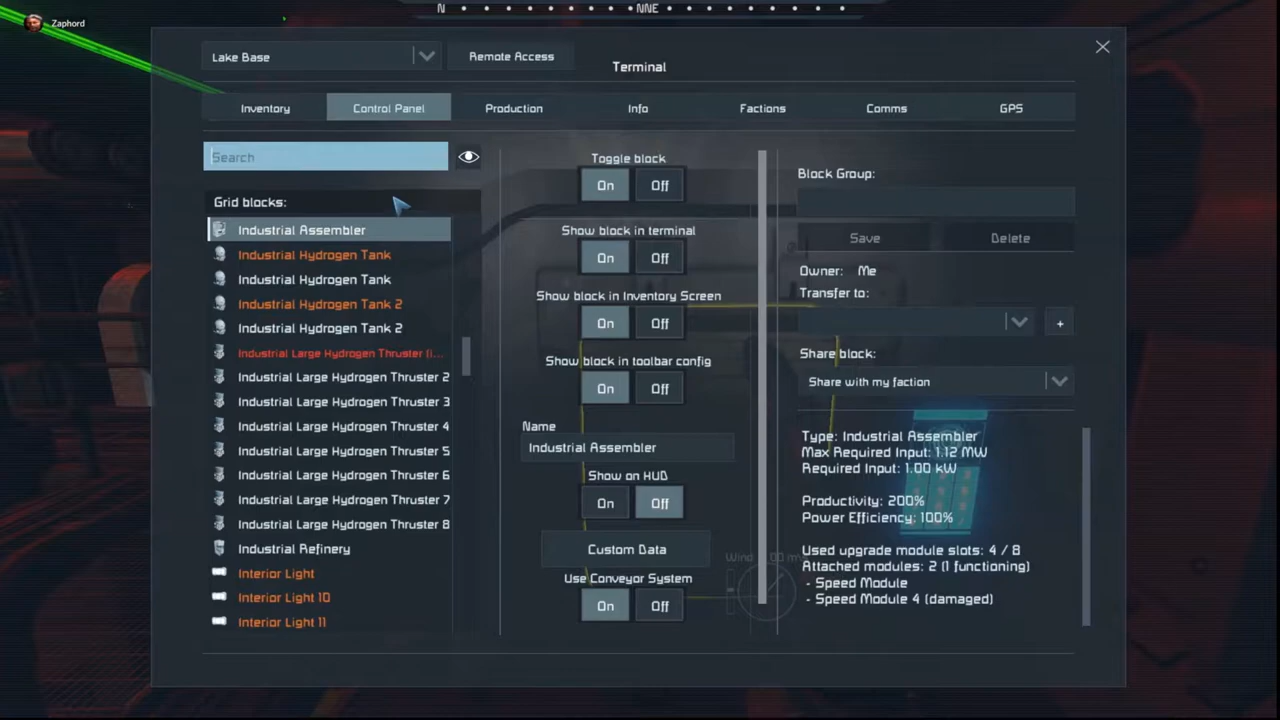 N NNE
Zaphord
Lake Base
Remote Access
Terminal
Inventory
Control Panel
Production
Info
Factions
Comms
GPS
Search
Grid blocks:
Industrial Assembler
Industrial Hydrogen Tank
Industrial Hydrogen Tank
Industrial Hydrogen Tank 2
Industrial Hydrogen Tank 2
Industrial Large Hydrogen Thruster (i...
Industrial Large Hydrogen Thruster 2
Industrial Large Hydrogen Thruster 3
Industrial Large Hydrogen Thruster 4
Industrial Large Hydrogen Thruster 5
Industrial Large Hydrogen Thruster 6
Industrial Large Hydrogen Thruster 7
Industrial Large Hydrogen Thruster 8
Industrial Refinery
Interior Light
Interior Light 10
Interior Light 11
Toggle block
On Off
Show block in terminal
On Off
Show block in Inventory Screen
On Off
Show block in toolbar config
On Off
Name
Industrial Assembler
Show on HUD
On Off
Custom Data
Use Conveyor System
On Off
Block Group:
Save
Delete
Owner: Me
Transfer to:
+
Share block:
Share with my faction
Type: Industrial Assembler
Max Required Input: 1.12 MW
Required Input: 1.00 kW
Productivity: 200%
Power Efficiency: 100%
Used upgrade module slots: 4 / 8
Attached modules: 2 (1 functioning)
- Speed Module
- Speed Module 4 (damaged)